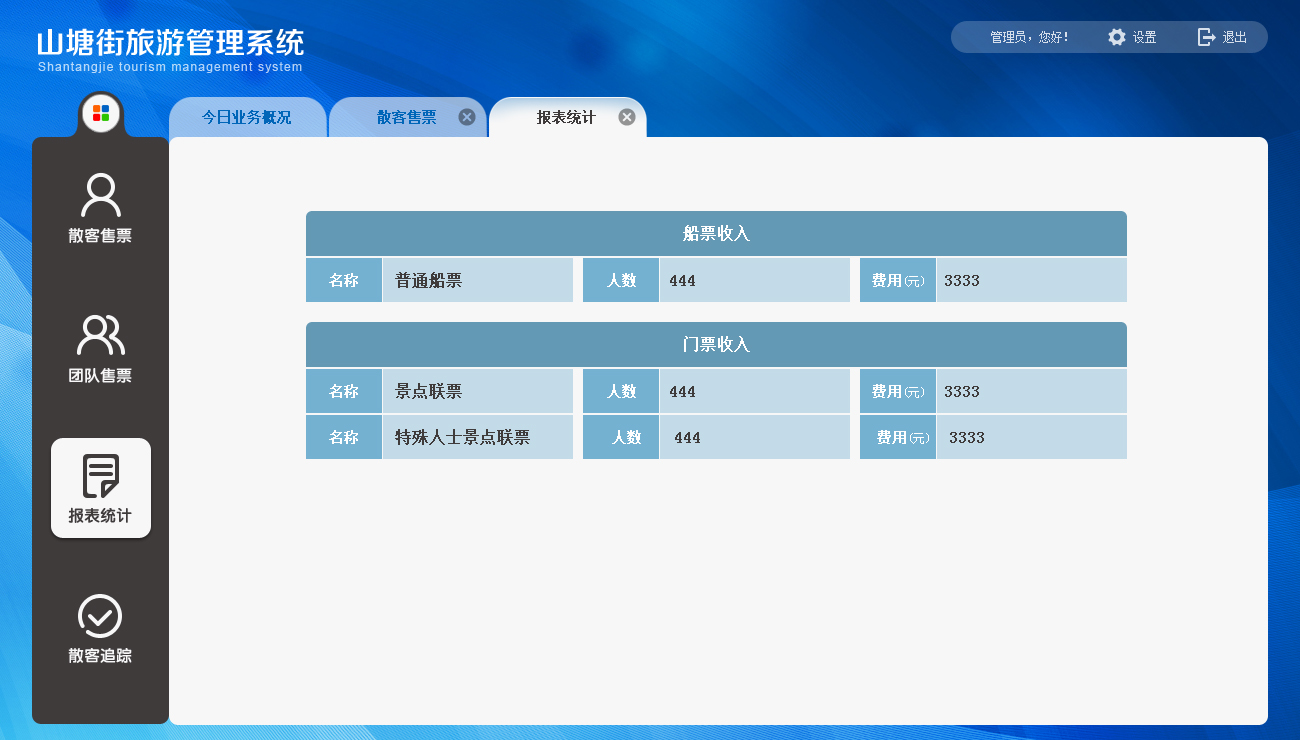 山塘街旅游管理系统
Shantangjie tourism management system
管理员，您好! 设置 退出
今日业务概况 散客售票 报表统计
散客售票
团队售票
报表统计
散客追踪
船票收入
名称 普通船票 人数 444 费用(元) 3333
门票收入
名称 景点联票 人数 444 费用(元) 3333
名称 特殊人士景点联票 人数 444 费用(元) 3333